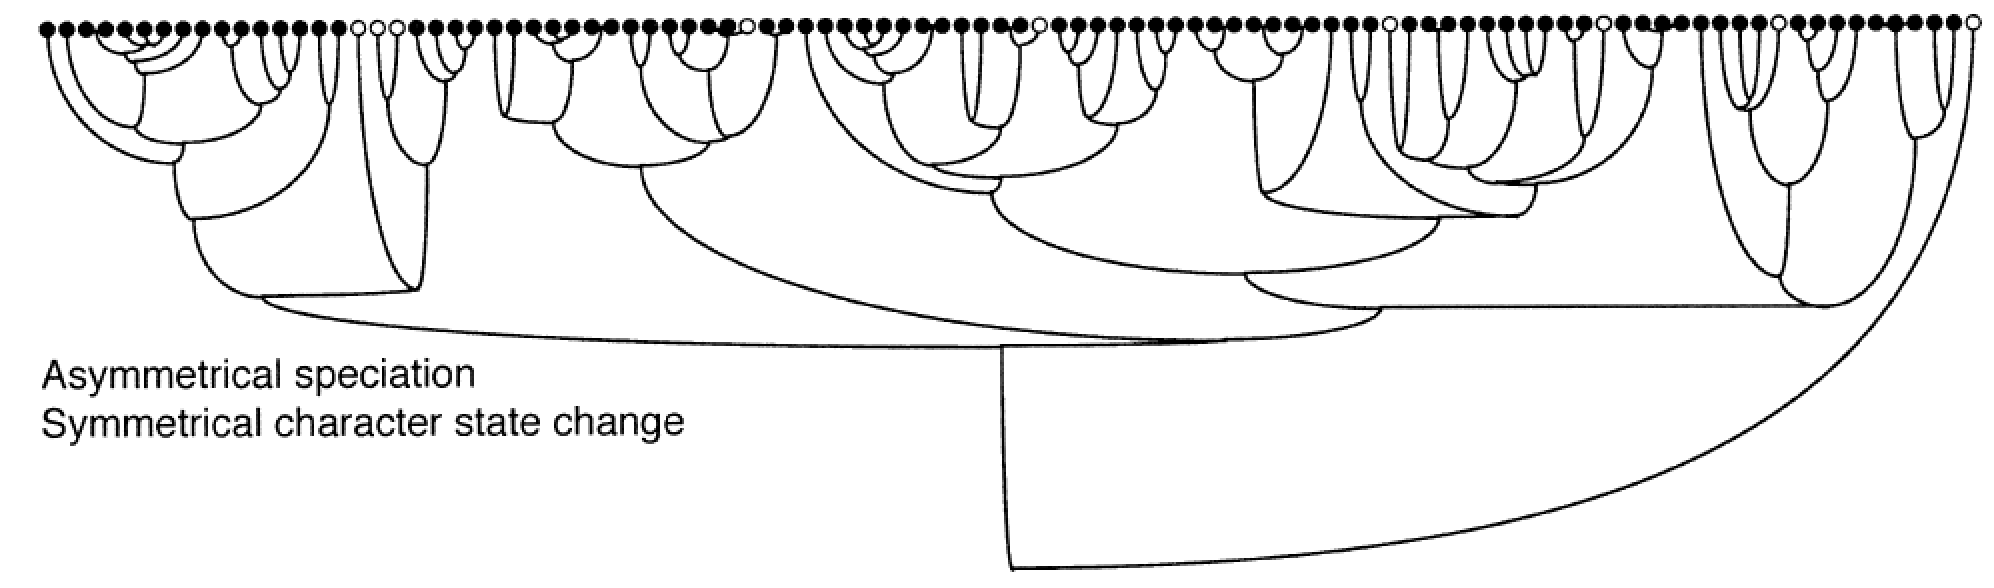 Asymmetrical speciation
Symmetrical character state change